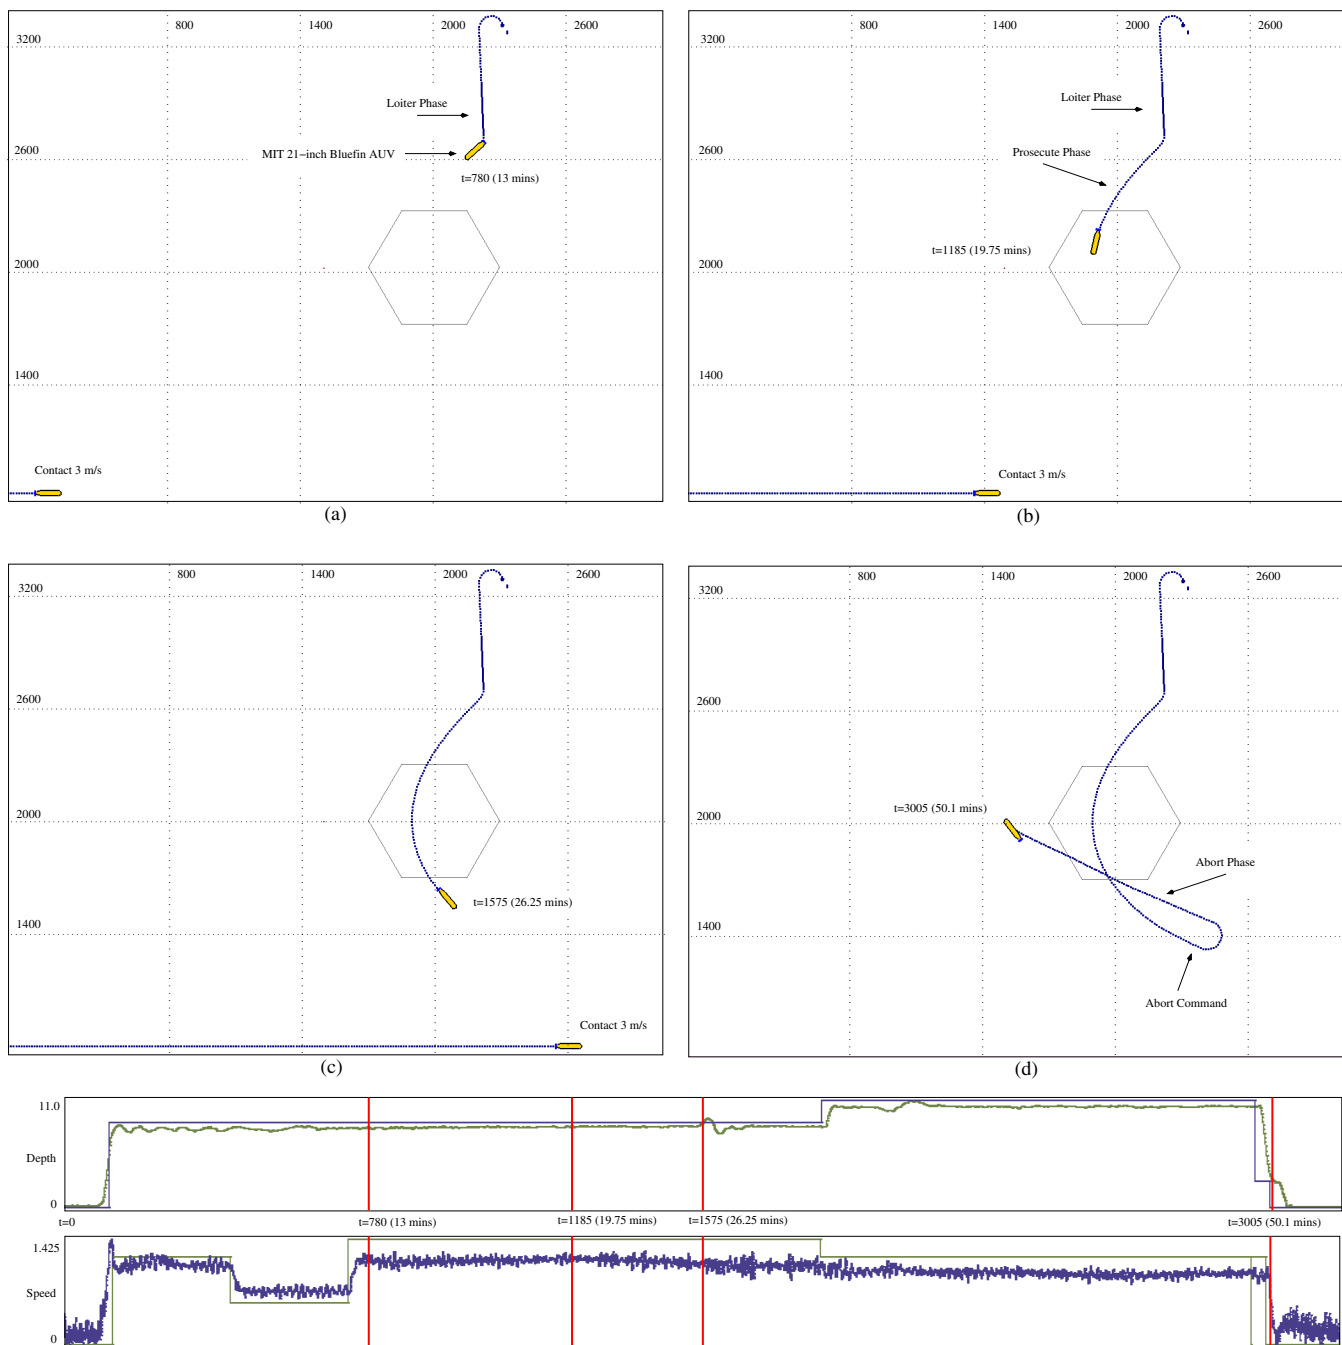 800 1400 2000 2600
3200
Loiter Phase
MIT 21−inch Bluefin AUV
2600
t=780 (13 mins)
2000
1400
Contact 3 m/s
(a)
800 1400 2000 2600
3200
Loiter Phase
Prosecute Phase
2600
t=1185 (19.75 mins)
2000
1400
Contact 3 m/s
(b)
800 1400 2000 2600
3200
2600
2000
t=1575 (26.25 mins)
1400
Contact 3 m/s
(c)
800 1400 2000 2600
3200
2600
t=3005 (50.1 mins)
2000
Abort Phase
1400
Abort Command
(d)
11.0
Depth
0
t=0 t=780 (13 mins) t=1185 (19.75 mins) t=1575 (26.25 mins) t=3005 (50.1 mins)
1.425
Speed
0